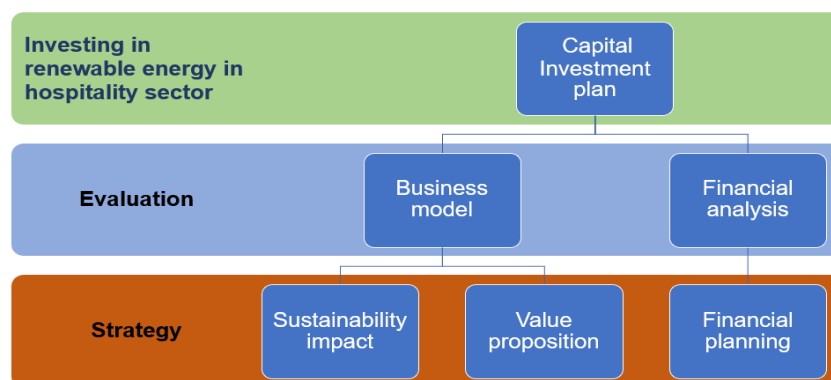 Investing in
renewable energy in
hospitality sector
Capital
Investment
plan
Evaluation
Business
model
Financial
analysis
Strategy
Sustainability
impact
Value
proposition
Financial
planning